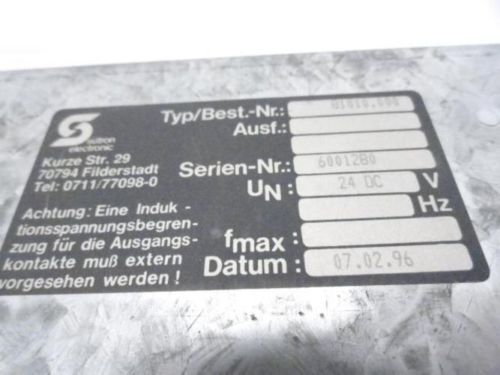 sütron
electronic
Kurze Str. 29
70794 Filderstadt
Tel: 0711/77098-0
Achtung: Eine Induk-
tionsspannungsbegren-
zung für die Ausgangs-
kontakte muß extern
vorgesehen werden !
Typ/Best.-Nr.:
Ausf.:
Serien-Nr.: 6001280
UN : 24 DC V
Hz
fmax :
Datum : 07.02.96